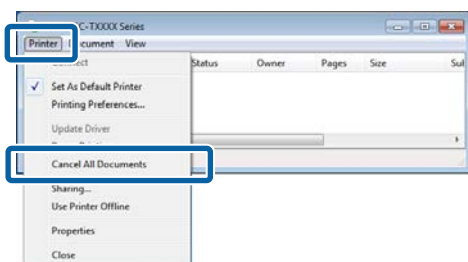 C-TXXXX Series
Printer Document View
Status Owner Pages Size
Set As Default Printer
Printing Preferences...
Update Driver
Cancel All Documents
Sharing...
Use Printer Offline
Properties
Close